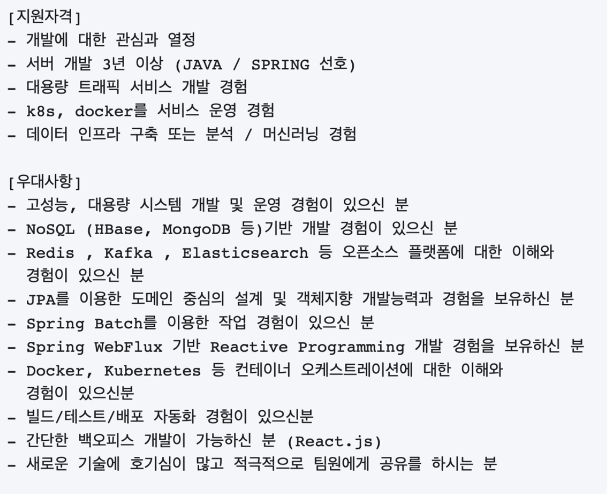 [지원자격]
- 개발에 대한 관심과 열정
- 서버 개발 3년 이상 (JAVA / SPRING 선호)
- 대용량 트래픽 서비스 개발 경험
- k8s, docker를 서비스 운영 경험
- 데이터 인프라 구축 또는 분석 / 머신러닝 경험
[우대사항]
- 고성능, 대용량 시스템 개발 및 운영 경험이 있으신 분
- NoSQL (HBase, MongoDB 등)기반 개발 경험이 있으신 분
- Redis , Kafka , Elasticsearch 등 오픈소스 플랫폼에 대한 이해와
경험이 있으신 분
- JPA를 이용한 도메인 중심의 설계 및 객체지향 개발능력과 경험을 보유하신 분
- Spring Batch를 이용한 작업 경험이 있으신 분
- Spring WebFlux 기반 Reactive Programming 개발 경험을 보유하신 분
- Docker, Kubernetes 등 컨테이너 오케스트레이션에 대한 이해와
경험이 있으신분
- 빌드/테스트/배포 자동화 경험이 있으신분
- 간단한 백오피스 개발이 가능하신 분 (React.js)
- 새로운 기술에 호기심이 많고 적극적으로 팀원에게 공유를 하시는 분